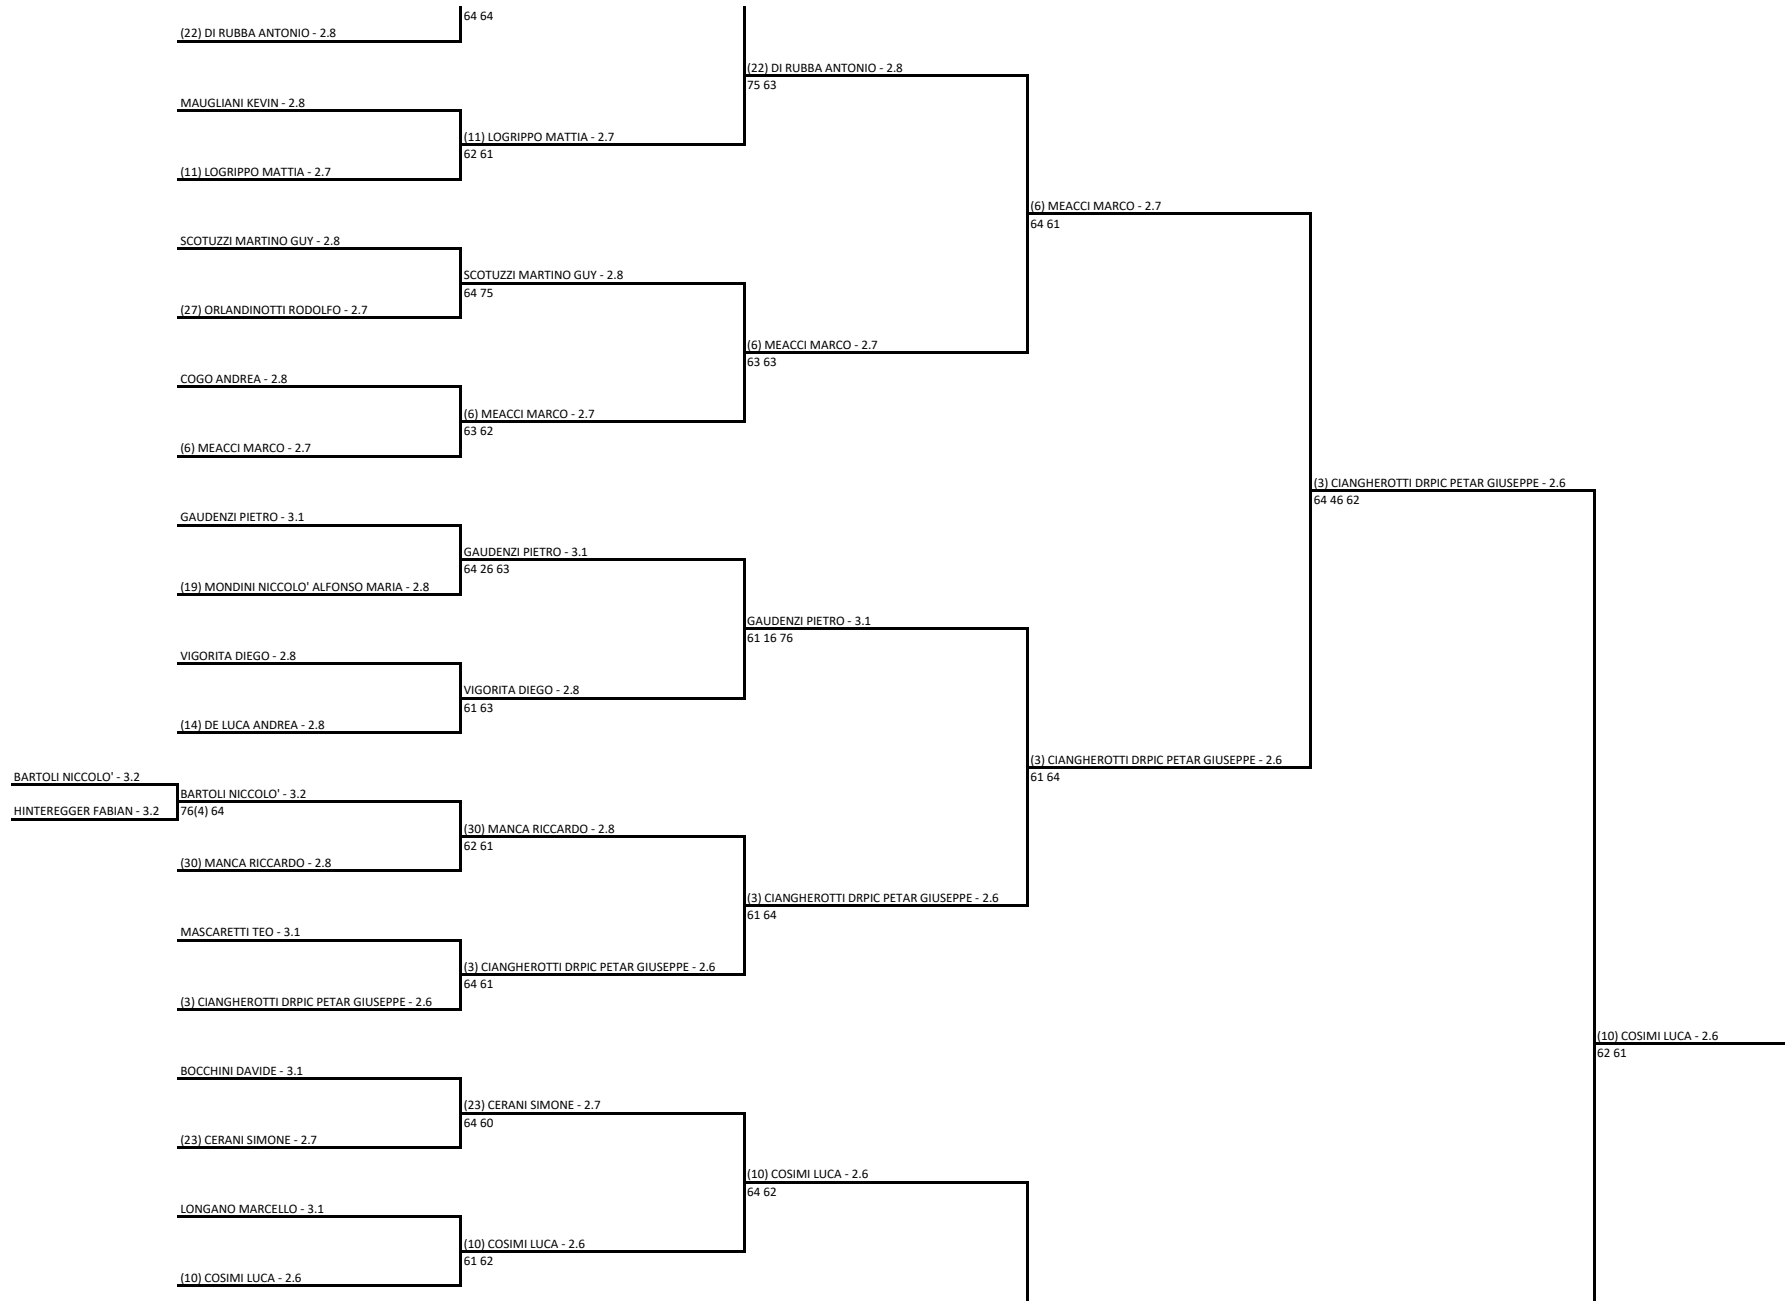 64 64
(22) DI RUBBA ANTONIO - 2.8
(22) DI RUBBA ANTONIO - 2.8
75 63
MAUGLIANI KEVIN - 2.8
(11) LOGRIPPO MATTIA - 2.7
62 61
(11) LOGRIPPO MATTIA - 2.7
(6) MEACCI MARCO - 2.7
64 61
SCOTUZZI MARTINO GUY - 2.8
SCOTUZZI MARTINO GUY - 2.8
64 75
(27) ORLANDINOTTI RODOLFO - 2.7
(6) MEACCI MARCO - 2.7
63 63
COGO ANDREA - 2.8
(6) MEACCI MARCO - 2.7
63 62
(6) MEACCI MARCO - 2.7
(3) CIANGHEROTTI DRPIC PETAR GIUSEPPE - 2.6
64 46 62
GAUDENZI PIETRO - 3.1
GAUDENZI PIETRO - 3.1
64 26 63
(19) MONDINI NICCOLO' ALFONSO MARIA - 2.8
GAUDENZI PIETRO - 3.1
61 16 76
VIGORITA DIEGO - 2.8
VIGORITA DIEGO - 2.8
61 63
(14) DE LUCA ANDREA - 2.8
(3) CIANGHEROTTI DRPIC PETAR GIUSEPPE - 2.6
61 64
BARTOLI NICCOLO' - 3.2
BARTOLI NICCOLO' - 3.2
HINTEREGGER FABIAN - 3.2
76(4) 64
(30) MANCA RICCARDO - 2.8
62 61
(30) MANCA RICCARDO - 2.8
(3) CIANGHEROTTI DRPIC PETAR GIUSEPPE - 2.6
61 64
MASCARETTI TEO - 3.1
(3) CIANGHEROTTI DRPIC PETAR GIUSEPPE - 2.6
64 61
(3) CIANGHEROTTI DRPIC PETAR GIUSEPPE - 2.6
(10) COSIMI LUCA - 2.6
62 61
BOCCHINI DAVIDE - 3.1
(23) CERANI SIMONE - 2.7
64 60
(23) CERANI SIMONE - 2.7
(10) COSIMI LUCA - 2.6
64 62
LONGANO MARCELLO - 3.1
(10) COSIMI LUCA - 2.6
61 62
(10) COSIMI LUCA - 2.6